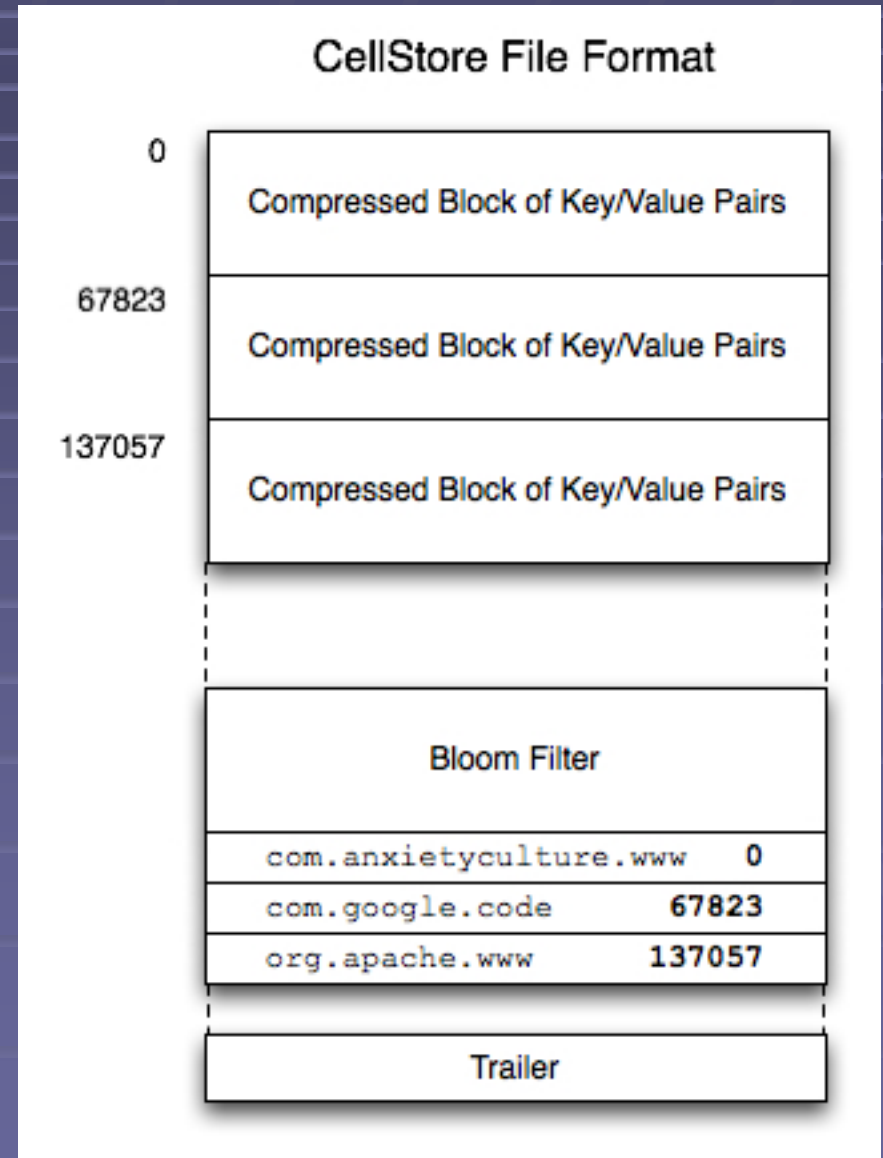 CellStore File Format
0
Compressed Block of Key/Value Pairs
67823
Compressed Block of Key/Value Pairs
137057
Compressed Block of Key/Value Pairs
Bloom Filter
com.anxietyculture.www 0
com.google.code 67823
org.apache.www 137057
Trailer